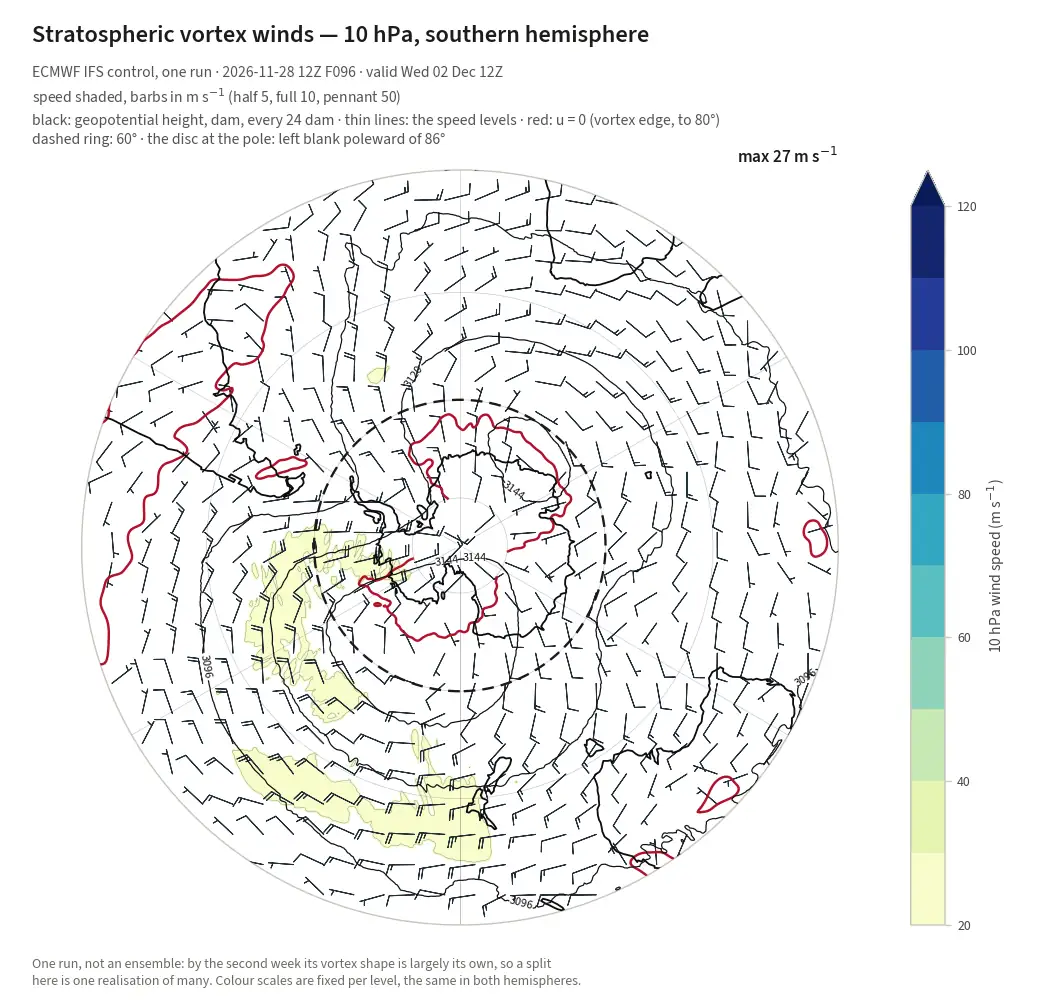 Stratospheric vortex winds — 10 hPa, southern hemisphere
ECMWF IFS control, one run · 2026-11-28 12Z F096 · valid Wed 02 Dec 12Z
speed shaded, barbs in m s⁻¹ (half 5, full 10, pennant 50)
black: geopotential height, dam, every 24 dam · thin lines: the speed levels · red: u = 0 (vortex edge, to 80°)
dashed ring: 60° · the disc at the pole: left blank poleward of 86°
max 27 m s⁻¹
120
100
80
60
40
20
10 hPa wind speed (m s⁻¹)
3120
3144
3144
3144
3096
3096
3096
One run, not an ensemble: by the second week its vortex shape is largely its own, so a split
here is one realisation of many. Colour scales are fixed per level, the same in both hemispheres.